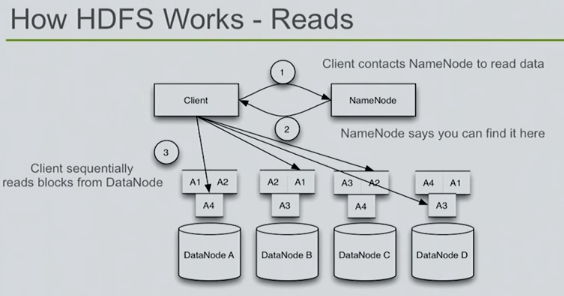 How HDFS Works - Reads
1
Client contacts NameNode to read data
Client
NameNode
2
NameNode says you can find it here
3
Client sequentially
reads blocks from DataNode
A1 A2
A2 A1
A3 A2
A4 A1
A4
A3
A4
A3
DataNode A
DataNode B
DataNode C
DataNode D